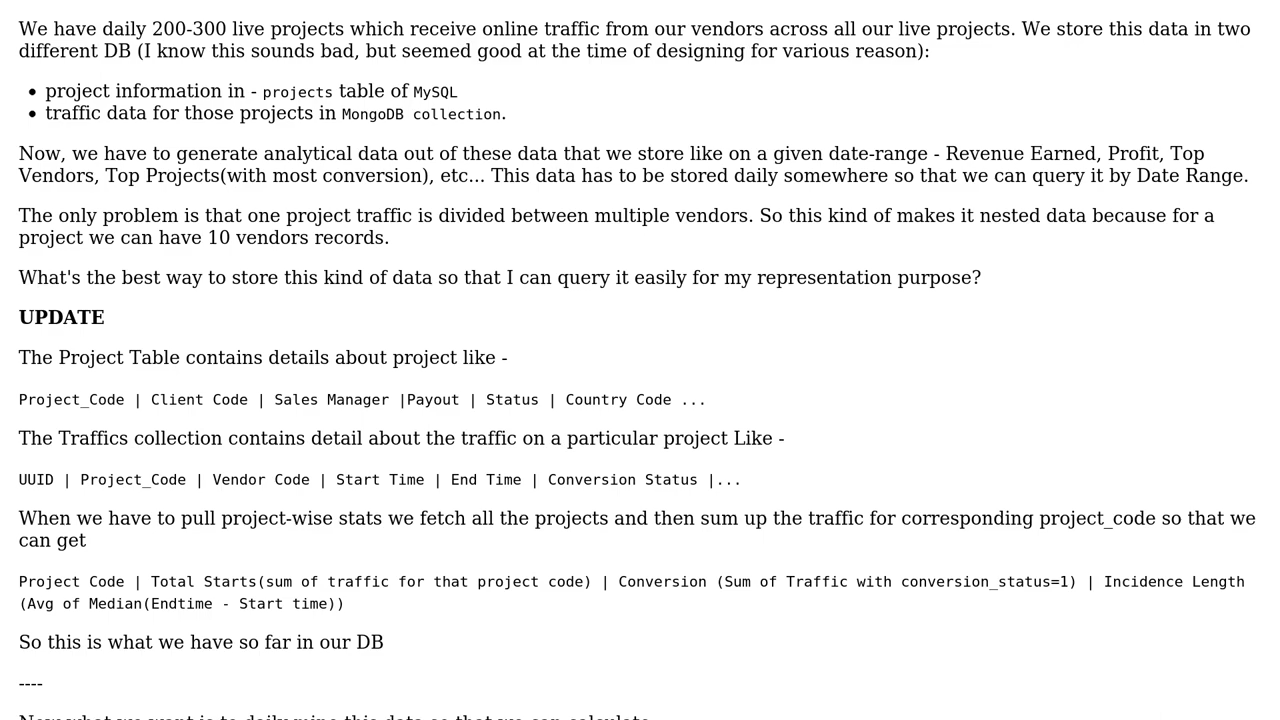 We have daily 200-300 live projects which receive online traffic from our vendors across all our live projects. We store this data in two
different DB (I know this sounds bad, but seemed good at the time of designing for various reason):
• project information in - projects table of MySQL
• traffic data for those projects in MongoDB collection.
Now, we have to generate analytical data out of these data that we store like on a given date-range - Revenue Earned, Profit, Top
Vendors, Top Projects(with most conversion), etc... This data has to be stored daily somewhere so that we can query it by Date Range.
The only problem is that one project traffic is divided between multiple vendors. So this kind of makes it nested data because for a
project we can have 10 vendors records.
What's the best way to store this kind of data so that I can query it easily for my representation purpose?
UPDATE
The Project Table contains details about project like -
Project_Code | Client Code | Sales Manager |Payout | Status | Country Code ...
The Traffics collection contains detail about the traffic on a particular project Like -
UUID | Project_Code | Vendor Code | Start Time | End Time | Conversion Status |...
When we have to pull project-wise stats we fetch all the projects and then sum up the traffic for corresponding project_code so that we
can get
Project Code | Total Starts(sum of traffic for that project code) | Conversion (Sum of Traffic with conversion_status=1) | Incidence Length
(Avg of Median(Endtime - Start time))
So this is what we have so far in our DB
----